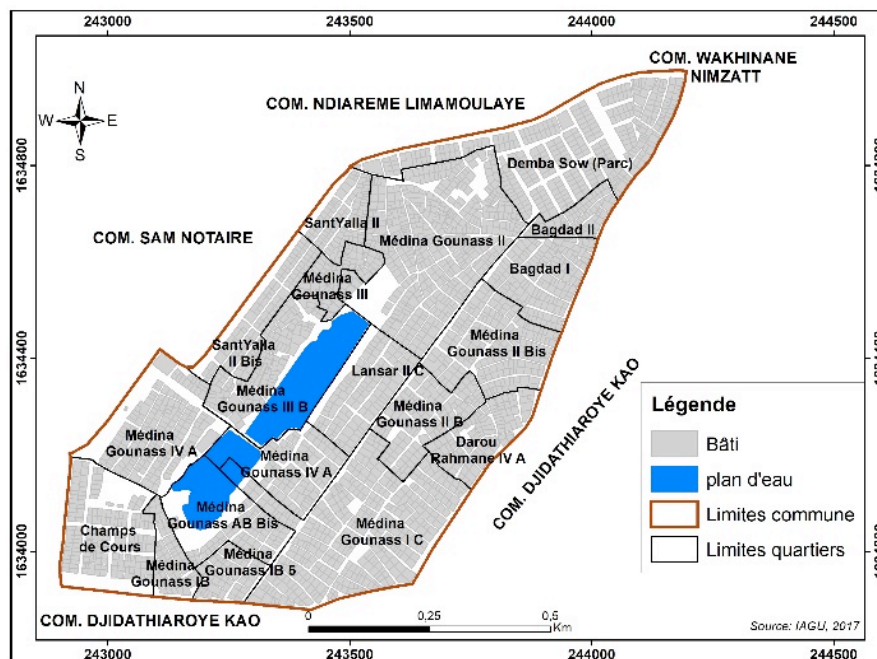 243000 243500 244000 244500
COM. WAKHINANE
NIMZATT
N
W E
S
COM. NDIAREME LIMAMOULAYE
1634800
Demba Sow (Parc)
SantYalla II
Bagdad II
COM. SAM NOTAIRE
Médina Gounass II
Bagdad I
Médina
Gounass III
1634400
SantYalla
II Bis
Médina
Gounass II Bis
Lansar II C
Médina
Gounass III B
Médina
Gounass II B
Médina
Gounass IV A
Médina
Gounass IV A
Darou
Rahmane IV A
COM. DJIDATHIAROYE KAO
Médina
Gounass AB Bis
Médina
Gounass I C
1634000
Champs
de Cours
Médina
Gounass IB
Médina
Gounass IB 5
COM. DJIDATHIAROYE KAO
Légende
Bâti
plan d'eau
Limites commune
Limites quartiers
0 0,25 0,5
Km
Source: IAGU, 2017
243000 243500 244000 244500